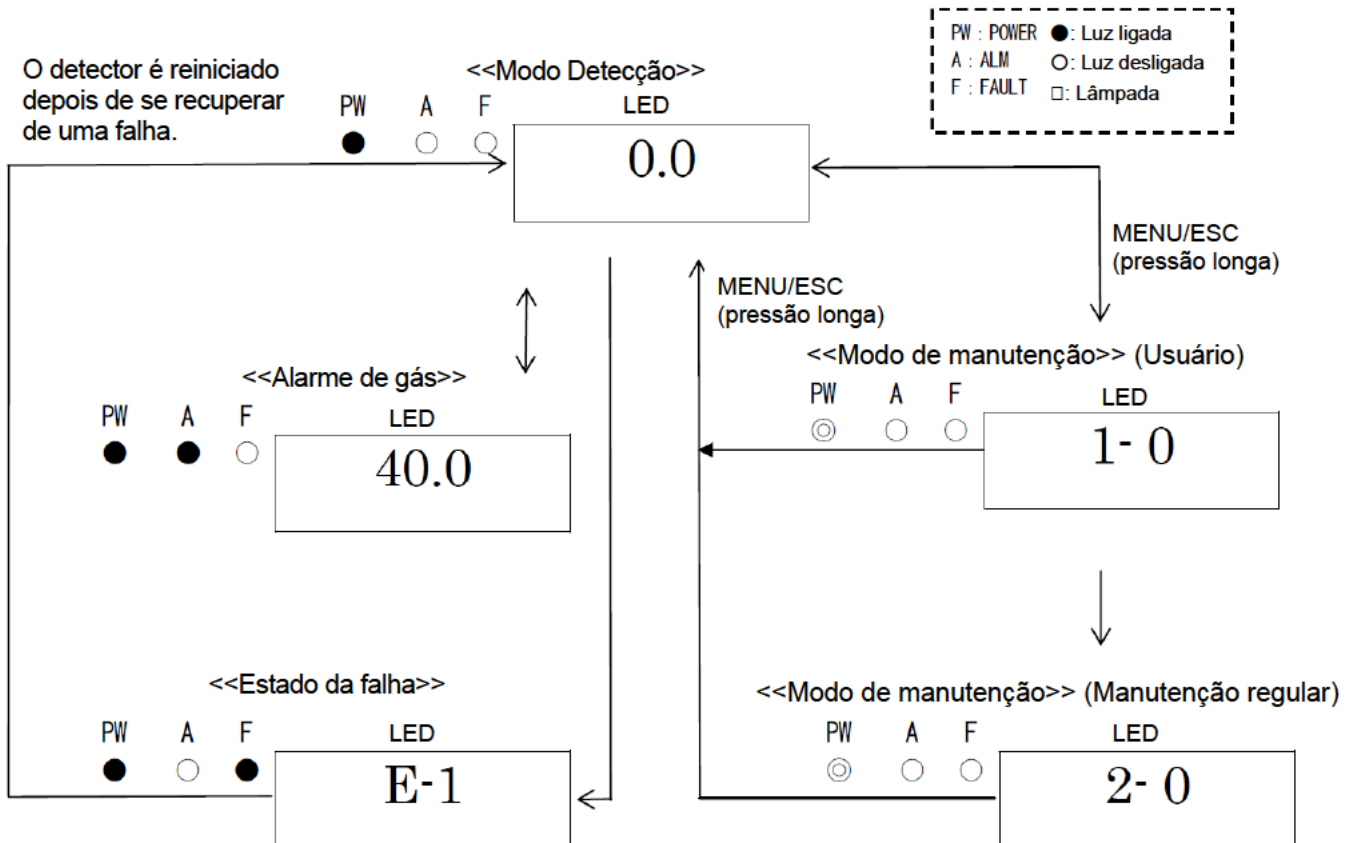 PW : POWER ●: Luz ligada
A : ALM ○: Luz desligada
F : FAULT □: Lâmpada
O detector é reiniciado
depois de se recuperar
de uma falha.
<<Modo Detecção>>
PW A F LED
0.0
MENU/ESC
(pressão longa)
MENU/ESC
(pressão longa)
<<Alarme de gás>>
PW A F LED
40.0
<<Modo de manutenção>> (Usuário)
PW A F LED
1- 0
<<Estado da falha>>
PW A F LED
E-1
<<Modo de manutenção>> (Manutenção regular)
PW A F LED
2- 0